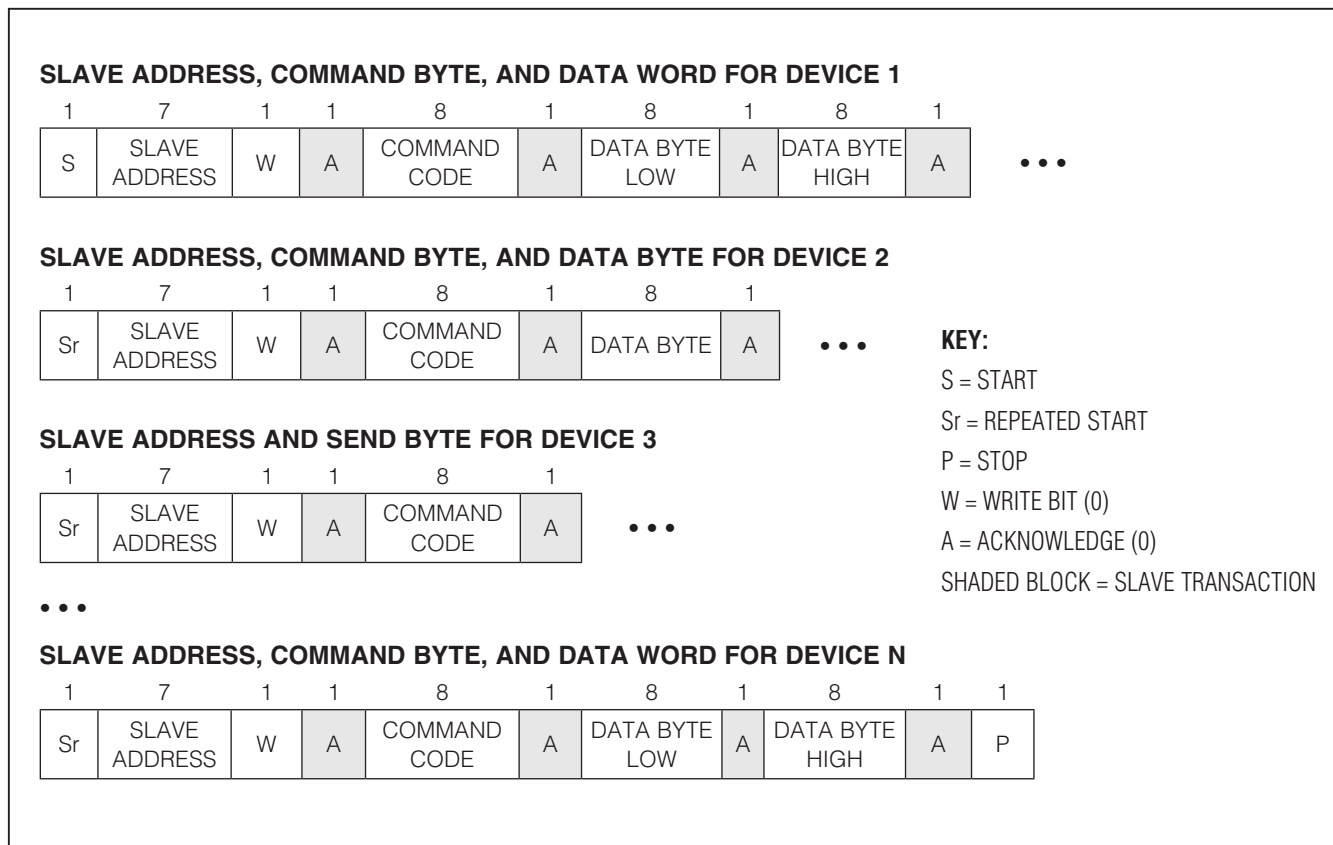 SLAVE ADDRESS, COMMAND BYTE, AND DATA WORD FOR DEVICE 1
1 7 1 1 8 1 8 1 8 1
S SLAVE ADDRESS W A COMMAND CODE A DATA BYTE LOW A DATA BYTE HIGH A •••
SLAVE ADDRESS, COMMAND BYTE, AND DATA BYTE FOR DEVICE 2
1 7 1 1 8 1 8 1
Sr SLAVE ADDRESS W A COMMAND CODE A DATA BYTE A •••
SLAVE ADDRESS AND SEND BYTE FOR DEVICE 3
1 7 1 1 8 1
Sr SLAVE ADDRESS W A COMMAND CODE A •••
•••
SLAVE ADDRESS, COMMAND BYTE, AND DATA WORD FOR DEVICE N
1 7 1 1 8 1 8 1 8 1 1
Sr SLAVE ADDRESS W A COMMAND CODE A DATA BYTE LOW A DATA BYTE HIGH A P
KEY:
S = START
Sr = REPEATED START
P = STOP
W = WRITE BIT (0)
A = ACKNOWLEDGE (0)
SHADED BLOCK = SLAVE TRANSACTION